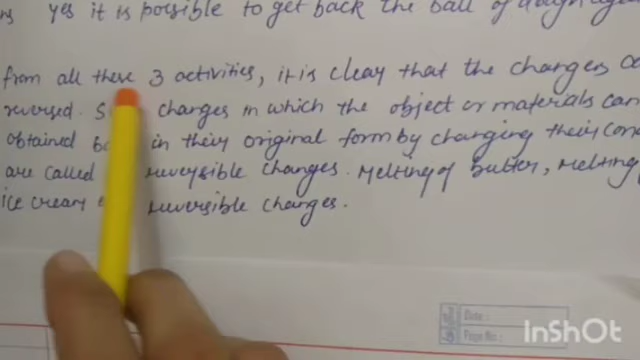 yes it is possible to get back the ball of dough again
from all these 3 activities, it is clear that the changes
reversed. changes in which the object or materials can
obtained in their original form by changing their
are called reversible changes. Melting of butter, Melting
ice cream reversible changes.
Date:
Page No.:
InShOt